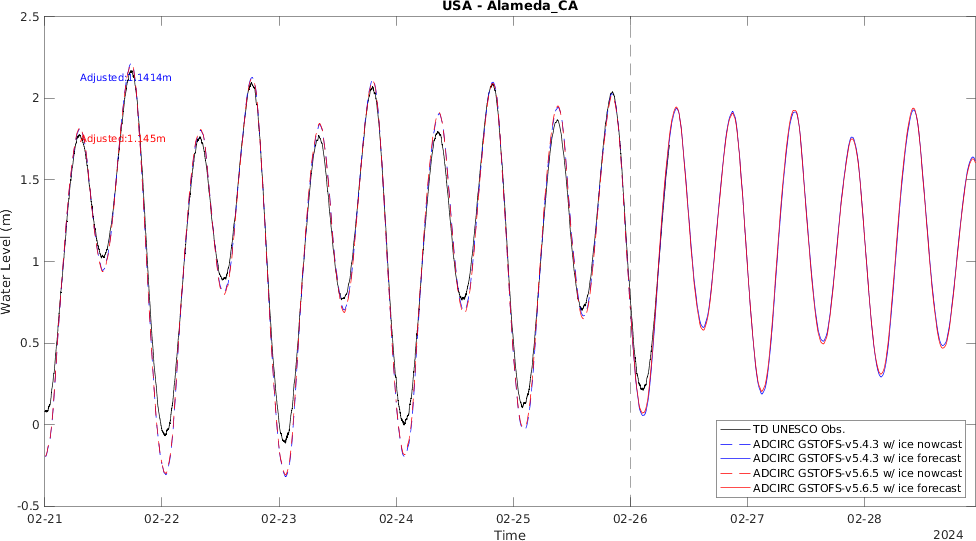 USA - Alameda_CA
2.5
Adjusted:1.1414m
2
Adjusted:1.145m
1.5
Water Level (m)
1
0.5
0
TD UNESCO Obs.
ADCIRC GSTOFS-v5.4.3 w/ ice nowcast
ADCIRC GSTOFS-v5.4.3 w/ ice forecast
ADCIRC GSTOFS-v5.6.5 w/ ice nowcast
ADCIRC GSTOFS-v5.6.5 w/ ice forecast
-0.5
02-21 02-22 02-23 02-24 02-25 02-26 02-27 02-28
Time
2024